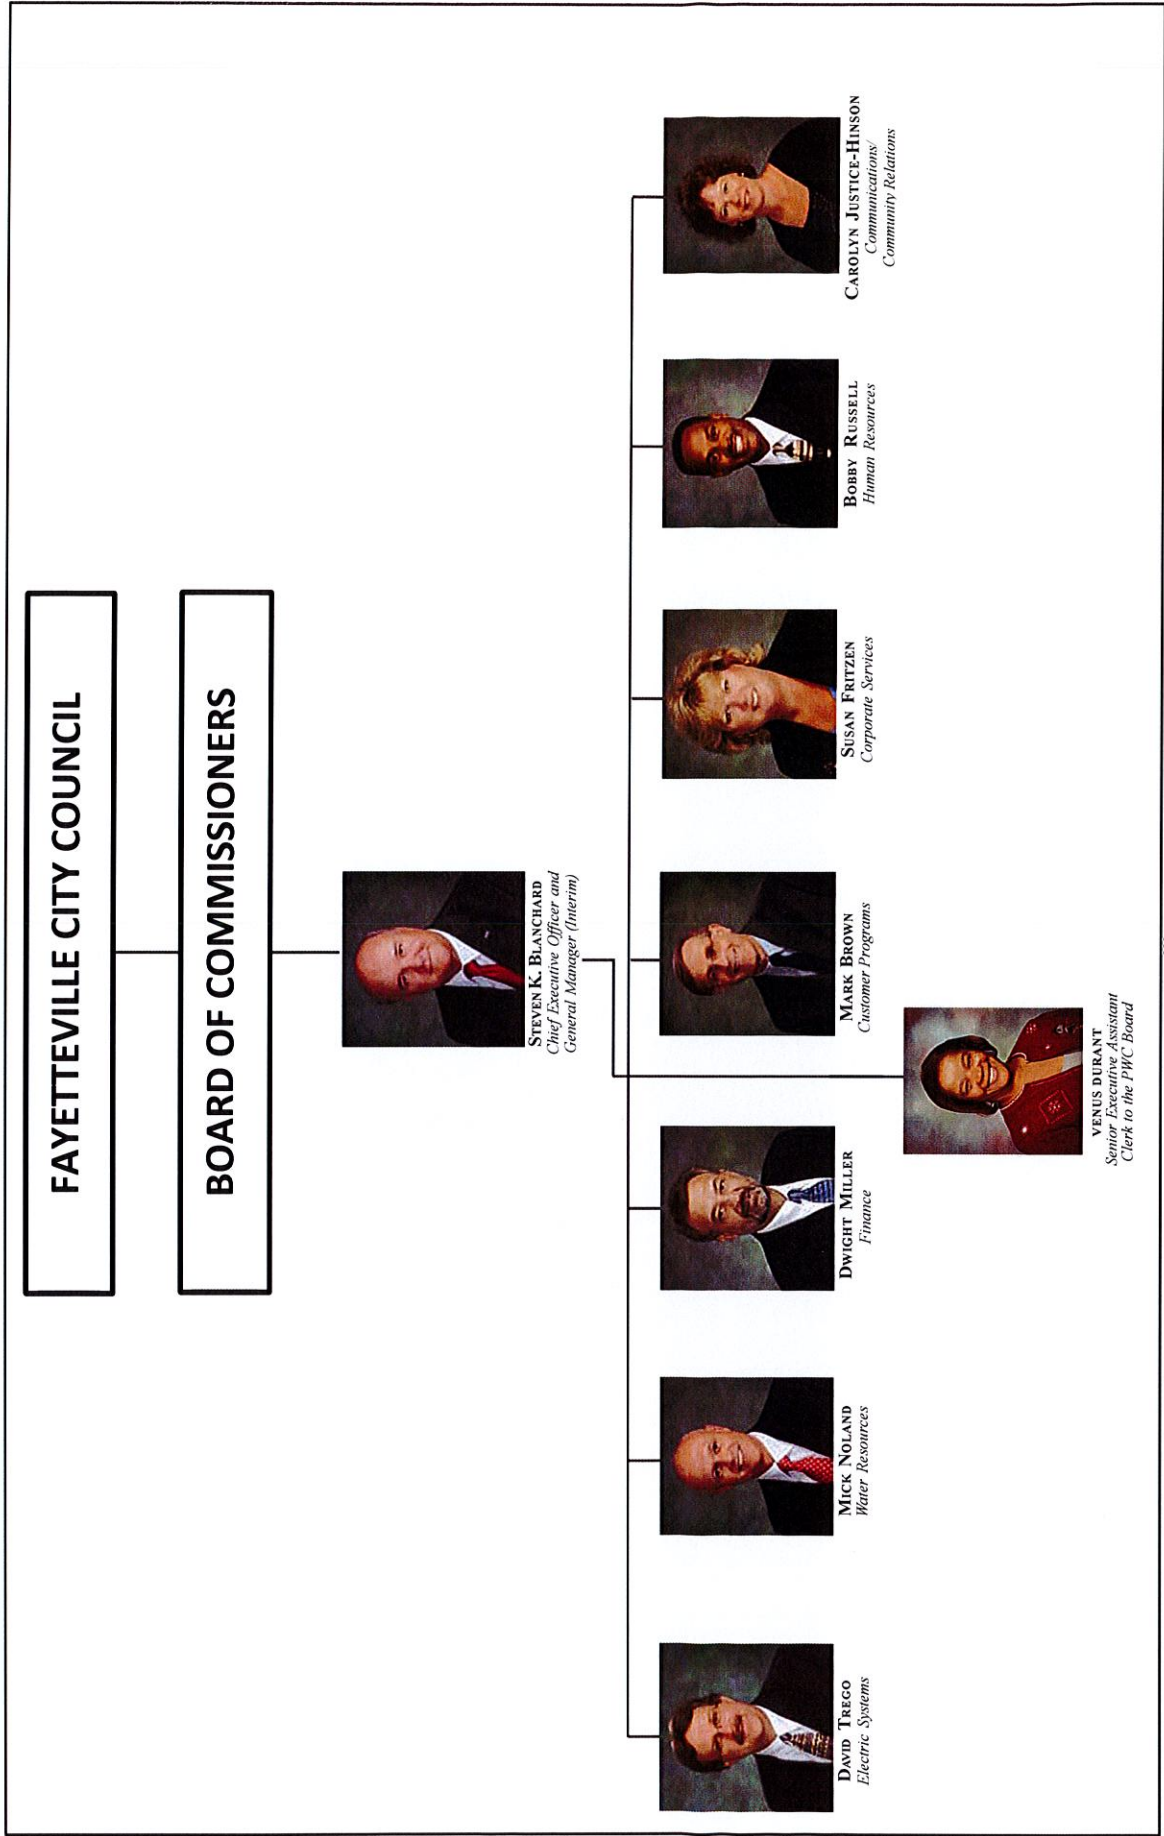 FAYETTEVILLE CITY COUNCIL
BOARD OF COMMISSIONERS
STEVEN K. BLANCHARD
Chief Executive Officer and
General Manager (Interim)
DAVID TREGO
Electric Systems
MICK NOLAND
Water Resources
DWIGHT MILLER
Finance
MARK BROWN
Customer Programs
SUSAN FRITZEN
Corporate Services
BOBBY RUSSELL
Human Resources
CAROLYN JUSTICE-HINSON
Communications/
Community Relations
VENUS DURANT
Senior Executive Assistant
Clerk to the PWC Board